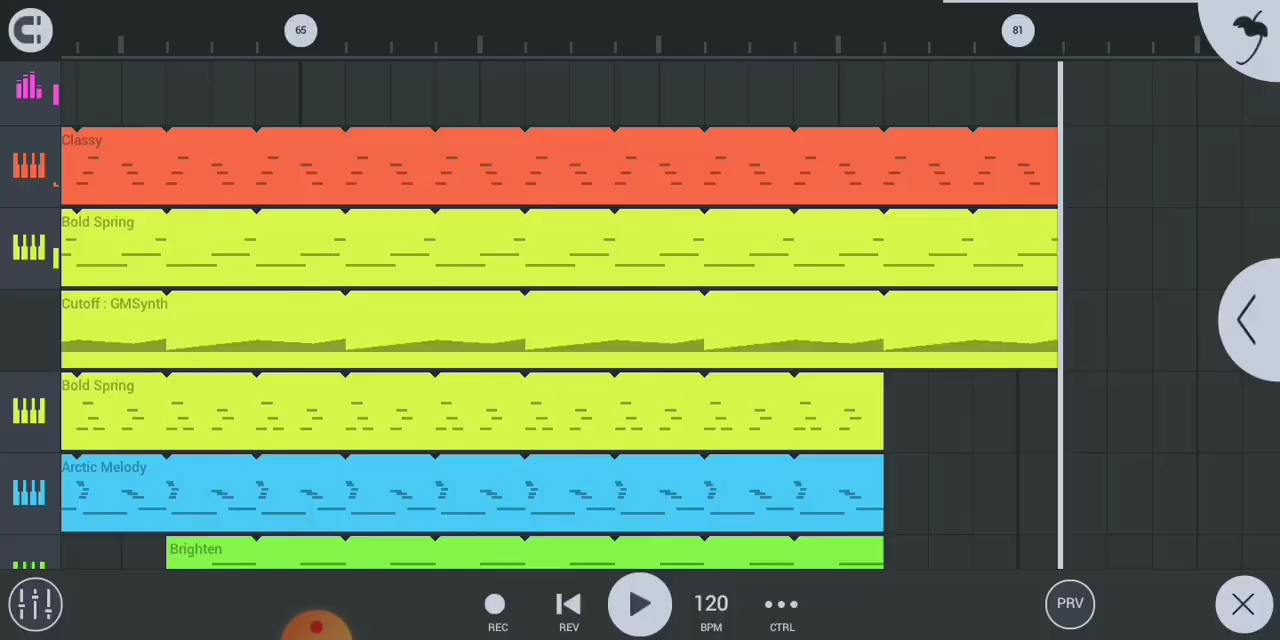 65
81
Classy
Bold Spring
Cutoff : GMSynth
Bold Spring
Arctic Melody
Brighten
REC
REV
120
BPM
CTRL
PRV